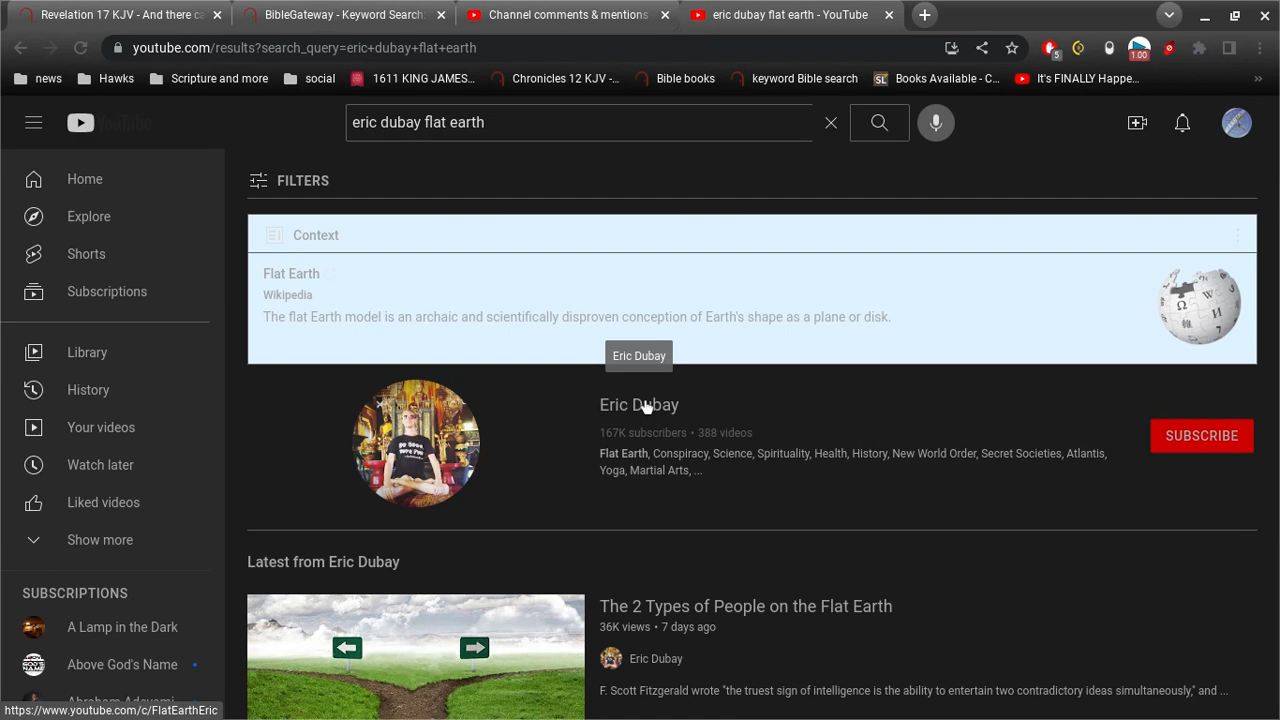 Revelation 17 KJV - And there ca
BibleGateway - Keyword Search:
Channel comments & mentions
eric dubay flat earth - YouTube
youtube.com/results?search_query=eric+dubay+flat+earth
5
1.00
news
Hawks
Scripture and more
social
1611 KING JAMES...
Chronicles 12 KJV -...
Bible books
keyword Bible search
SL
Books Available - C...
It's FINALLY Happe...
»
YouTube
eric dubay flat earth
Home
Explore
Shorts
Subscriptions
Library
History
Your videos
Watch later
Liked videos
Show more
SUBSCRIPTIONS
A Lamp in the Dark
Above God's Name
Abraham Adeyemi
FILTERS
Context
Flat Earth
Wikipedia
The flat Earth model is an archaic and scientifically disproven conception of Earth's shape as a plane or disk.
Eric Dubay
Eric Dubay
167K subscribers • 388 videos
Flat Earth, Conspiracy, Science, Spirituality, Health, History, New World Order, Secret Societies, Atlantis,
Yoga, Martial Arts, ...
SUBSCRIBE
Latest from Eric Dubay
The 2 Types of People on the Flat Earth
36K views • 7 days ago
Eric Dubay
F. Scott Fitzgerald wrote "the truest sign of intelligence is the ability to entertain two contradictory ideas simultaneously," and ...
https://www.youtube.com/c/FlatEarthEric